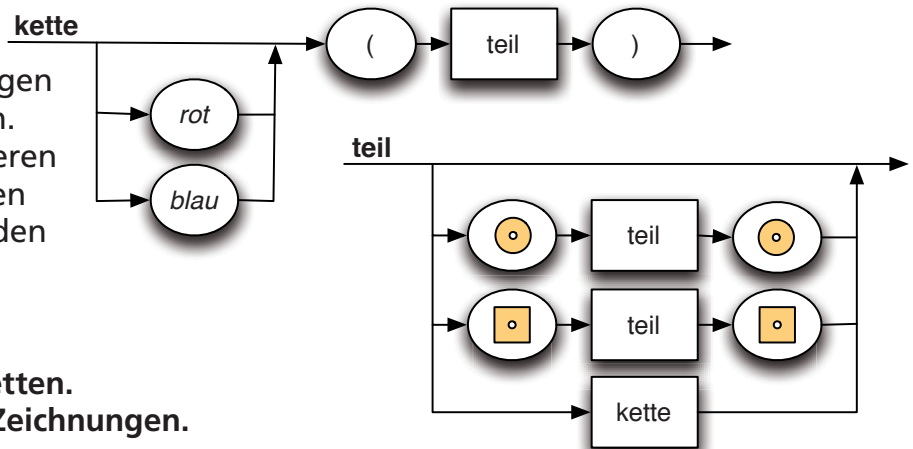 kette
( teil )
gen
n.
rot
eren
teil
en
blau
den
teil
teil
etten.
kette
Zeichnungen.